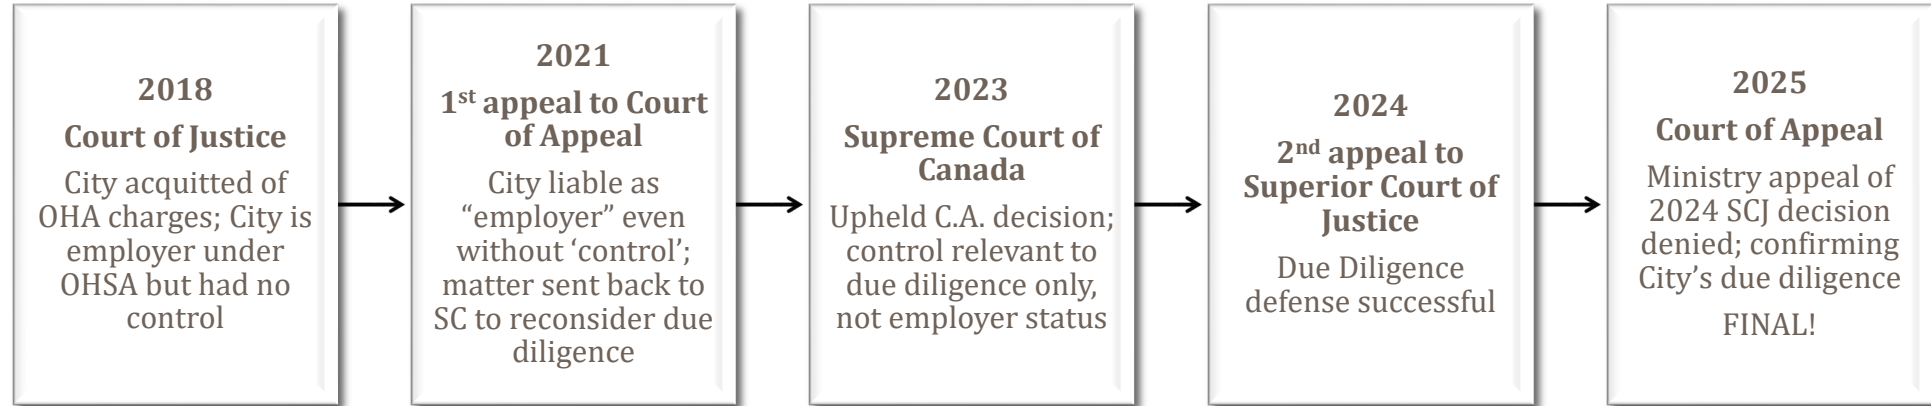 2018
Court of Justice
City acquitted of
OHA charges; City is
employer under
OHSA but had no
control
2021
1st appeal to Court
of Appeal
City liable as
“employer” even
without ‘control’;
matter sent back to
SC to reconsider due
diligence
2023
Supreme Court of
Canada
Upheld C.A. decision;
control relevant to
due diligence only,
not employer status
2024
2nd appeal to
Superior Court of
Justice
Due Diligence
defense successful
2025
Court of Appeal
Ministry appeal of
2024 SCJ decision
denied; confirming
City’s due diligence
FINAL!